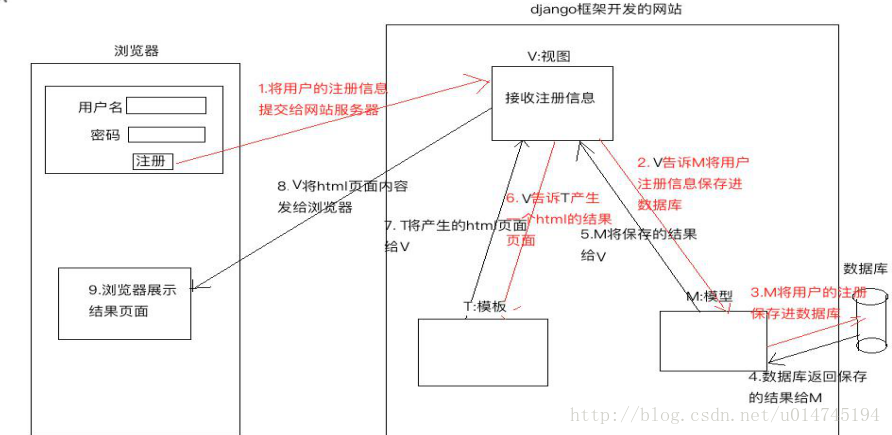 django框架开发的网站
浏览器
V:视图
用户名
密码
注册
1.将用户的注册信息
提交给网站服务器
接收注册信息
8. V将html页面内容
发给浏览器
2. V告诉M将用户
注册信息保存进
数据库
6. V告诉T产生
一个html的结果
页面
7. T将产生的html页面
给V
5.M将保存的结果
给V
9.浏览器展示
结果页面
T:模板
M:模型
数据库
3.M将用户的注册
保存进数据库
4.数据库返回保存
的结果给M
http://blog.csdn.net/u014745194